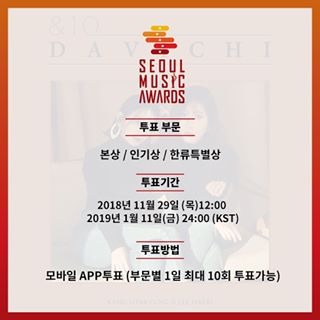 &10
DAVICHI
SEOUL
MUSIC
AWARDS
투표 부문
본상 / 인기상 / 한류특별상
투표기간
2018년 11월 29일 (목)12:00
2019년 1월 11일(금) 24:00 (KST)
투표방법
모바일 APP투표 (부문별 1일 최대 10회 투표가능)